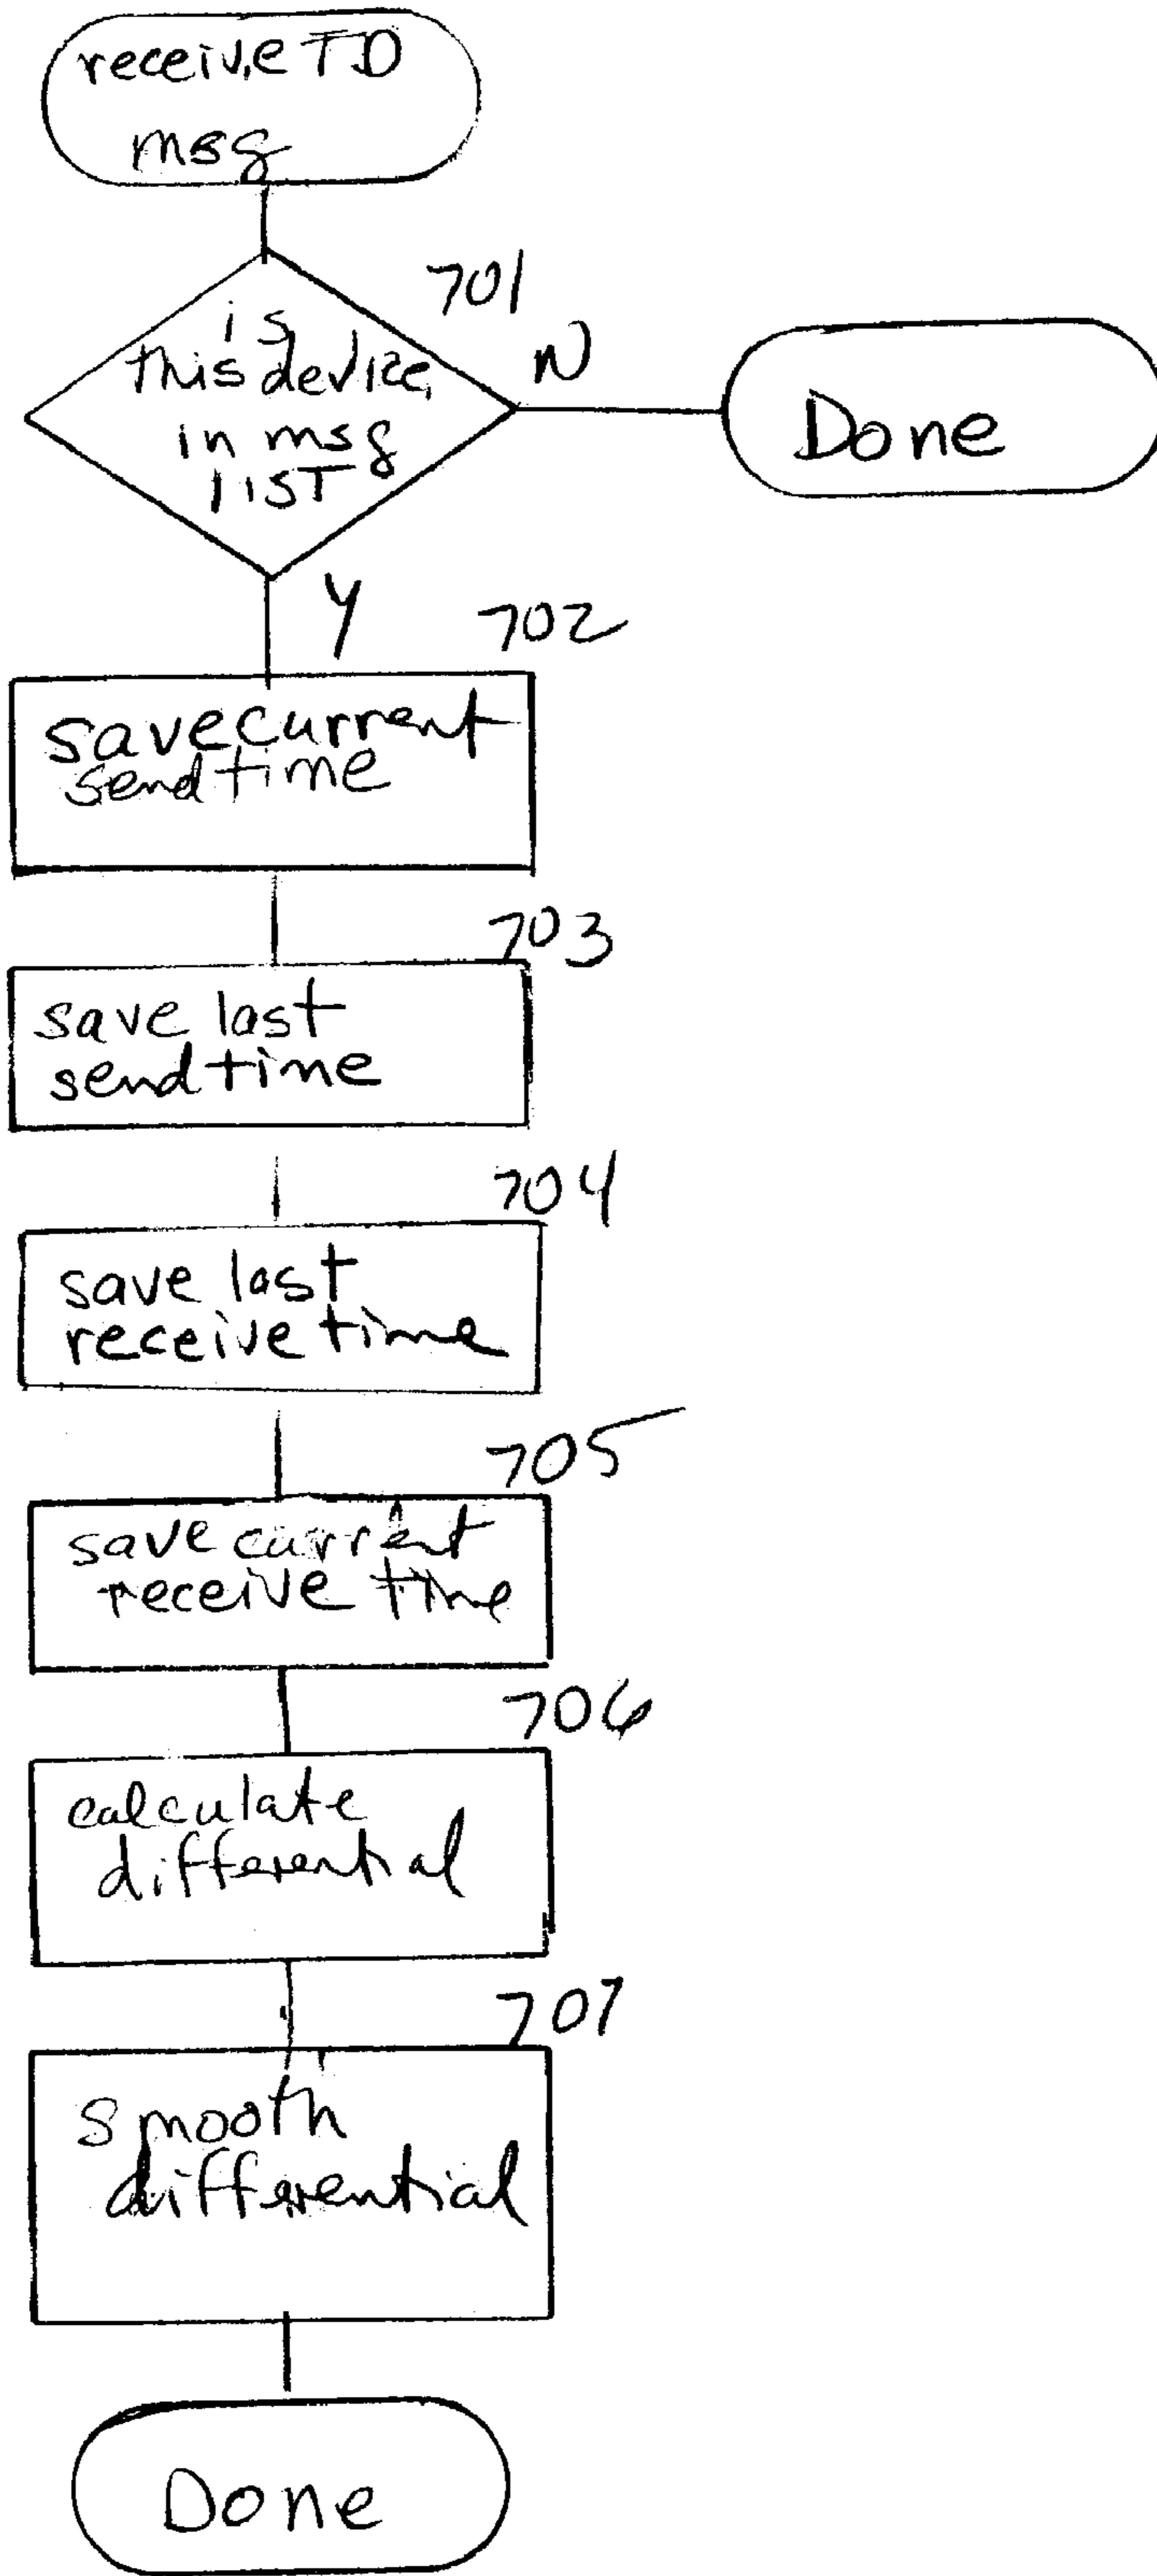 receive TD
msg
701
is
this device
in msg
LIST
N
Done
Y
702
save current
send time
703
save last
send time
704
save last
receive time
705
save current
receive time
706
calculate
differential
707
smooth
differential
Done